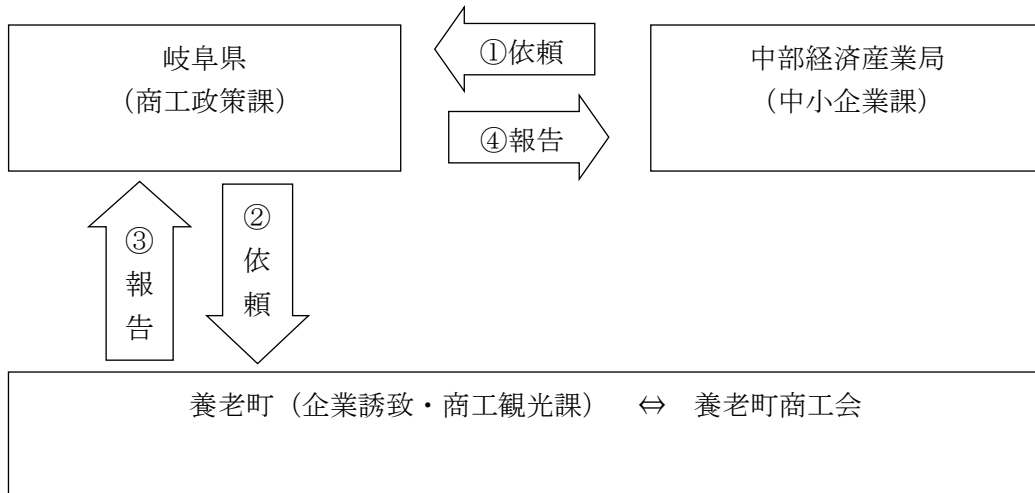 岐阜県
（商工政策課）
①依頼
④報告
中部経済産業局
（中小企業課）
③報告
②依頼
養老町（企業誘致・商工観光課）　⇔　養老町商工会